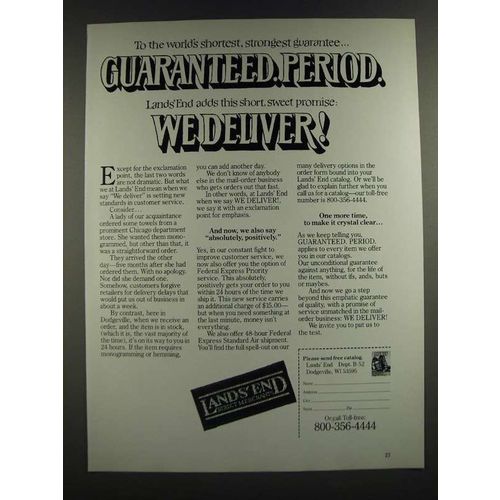 To the world's shortest, strongest guarantee...
GUARANTEED. PERIOD.
Lands' End adds this short, sweet promise:
WE DELIVER!
Except for the exclamation
point, the last two words
are not dramatic. But what
we at Lands' End mean when we
say "We deliver" is setting new
standards in customer service.
Consider...
A lady of our acquaintance
ordered some towels from a
prominent Chicago department
store. She wanted them mono-
grammed, but other than that, it
was a straightforward order.
They arrived the other
day—five months after she had
ordered them. With no apology.
Nor did she demand one.
Somehow, customers forgive
retailers for delivery delays that
would put us out of business in
about a week.
By contrast, here in
Dodgeville, when we receive an
order, and the item is in stock,
(which it is, the vast majority of
the time), it's on its way to you in
24 hours. If the item requires
monogramming or hemming,
you can add another day.
We don't know of anybody
else in the mail-order business
who gets orders out that fast.
In other words, at Lands' End
when we say WE DELIVER!,
we say it with an exclamation
point for emphasis.
And now, we also say
"absolutely, positively."
Yes, in our constant fight to
improve customer service, we
now also offer you the option of
Federal Express Priority
service. This absolutely,
positively gets your order to you
within 24 hours of the time we
ship it. This new service carries
an additional charge of $15.00—
but when you need something at
the last minute, money isn't
everything.
We also offer 48-hour Federal
Express Standard Air shipment.
You'll find the full spell-out on our
many delivery options in the
order form bound into your
Lands' End catalog. Or we'll be
glad to explain further when you
call us for a catalog—our toll-free
number is 800-356-4444.
One more time,
to make it crystal clear...
As we keep telling you,
GUARANTEED. PERIOD.
applies to every item we offer
you in our catalogs.
Our unconditional guarantee
against anything, for the life of
the item, without ifs, ands, buts
or maybes.
And now we go a step
beyond this emphatic guarantee
of quality, with a promise of
service unmatched in the mail-
order business: WE DELIVER!
We invite you to put us to
the test.
LANDS' END
DIRECT MERCHANTS
Please send free catalog.
Lands' End Dept. B-52
Dodgeville, WI 53595
Name
Address
City
State Zip
Or call Toll-free:
800-356-4444